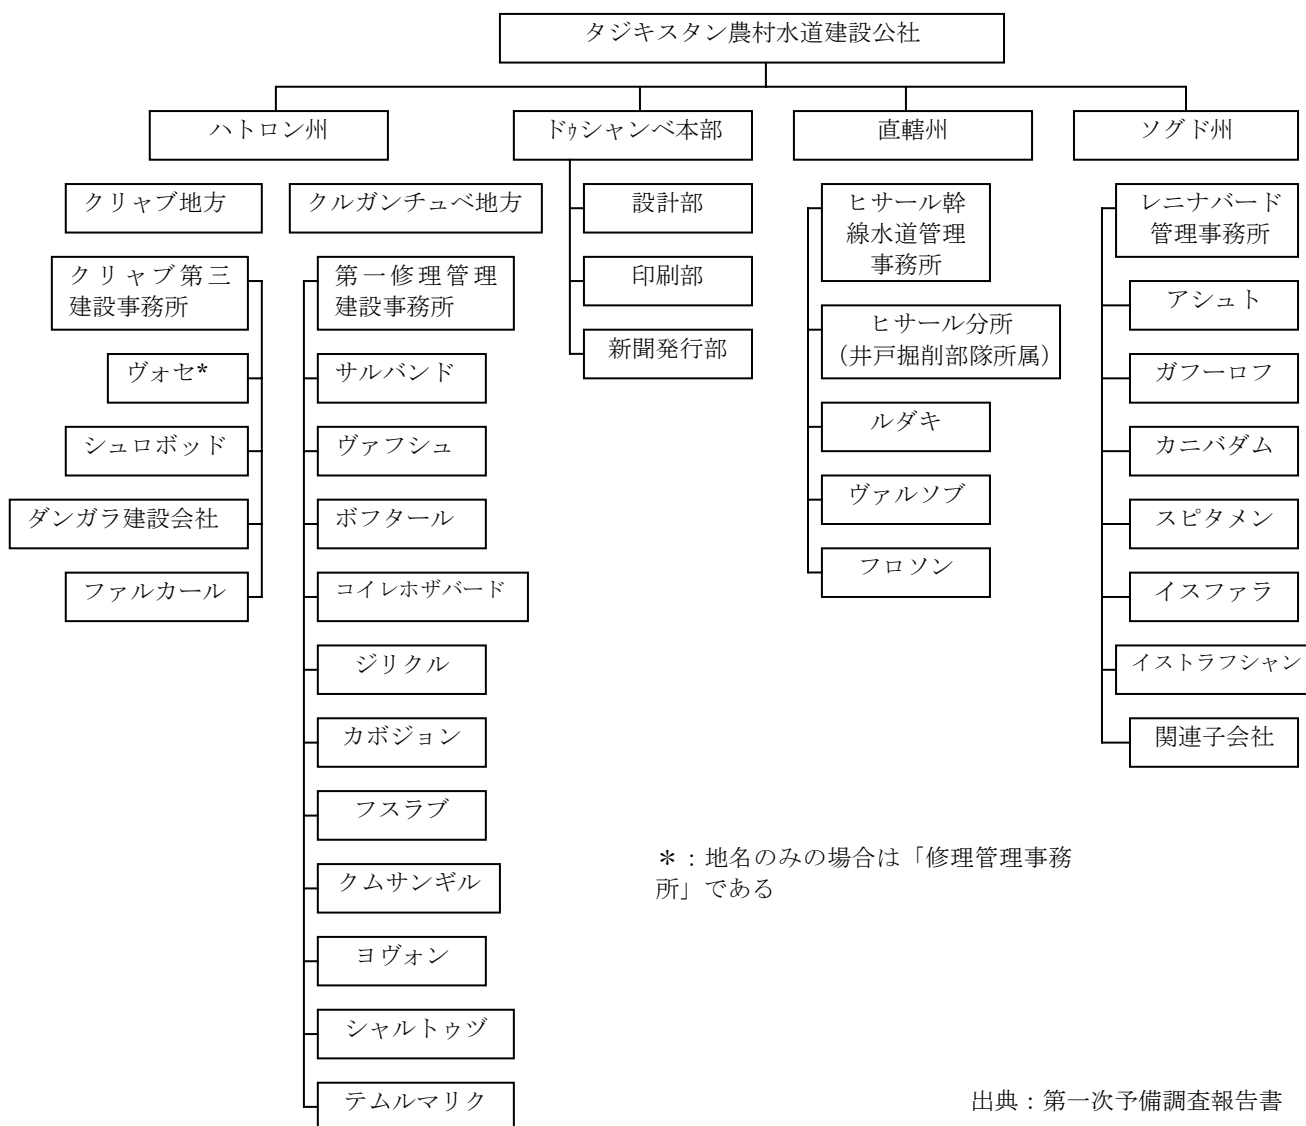 タジキスタン農村水道建設公社
ハトロン州
ドゥシャンベ本部
直轄州
ソグド州
クリャブ地方
クルガンチュベ地方
クリャブ第三
建設事務所
ヴォセ*
シュロボッド
ダンガラ建設会社
ファルカール
第一修理管理
建設事務所
サルバンド
ヴァフシュ
ボフタール
コイレホザバード
ジリクル
カボジョン
フスラブ
クムサンギル
ヨヴォン
シャルトゥヅ
テムルマリク
設計部
印刷部
新聞発行部
ヒサール幹
線水道管理
事務所
ヒサール分所
（井戸掘削部隊所属）
ルダキ
ヴァルソブ
フロソン
レニナバード
管理事務所
アシュト
ガフーロフ
カニバダム
スピタメン
イスファラ
イストラフシャン
関連子会社
＊：地名のみの場合は「修理管理事務
所」である
出典：第一次予備調査報告書